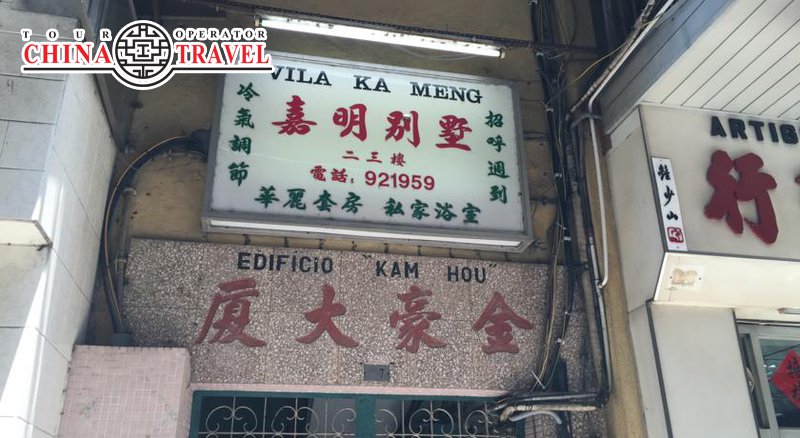 TOUR OPERATOR
CHINA TRAVEL
VILA KA MENG
嘉明別墅
二三樓
電話：921959
冷氣調節
招呼週到
華麗套房 私家浴室
EDIFICIO "KAM HOU"
廈大豪金
7
ARTIG
行